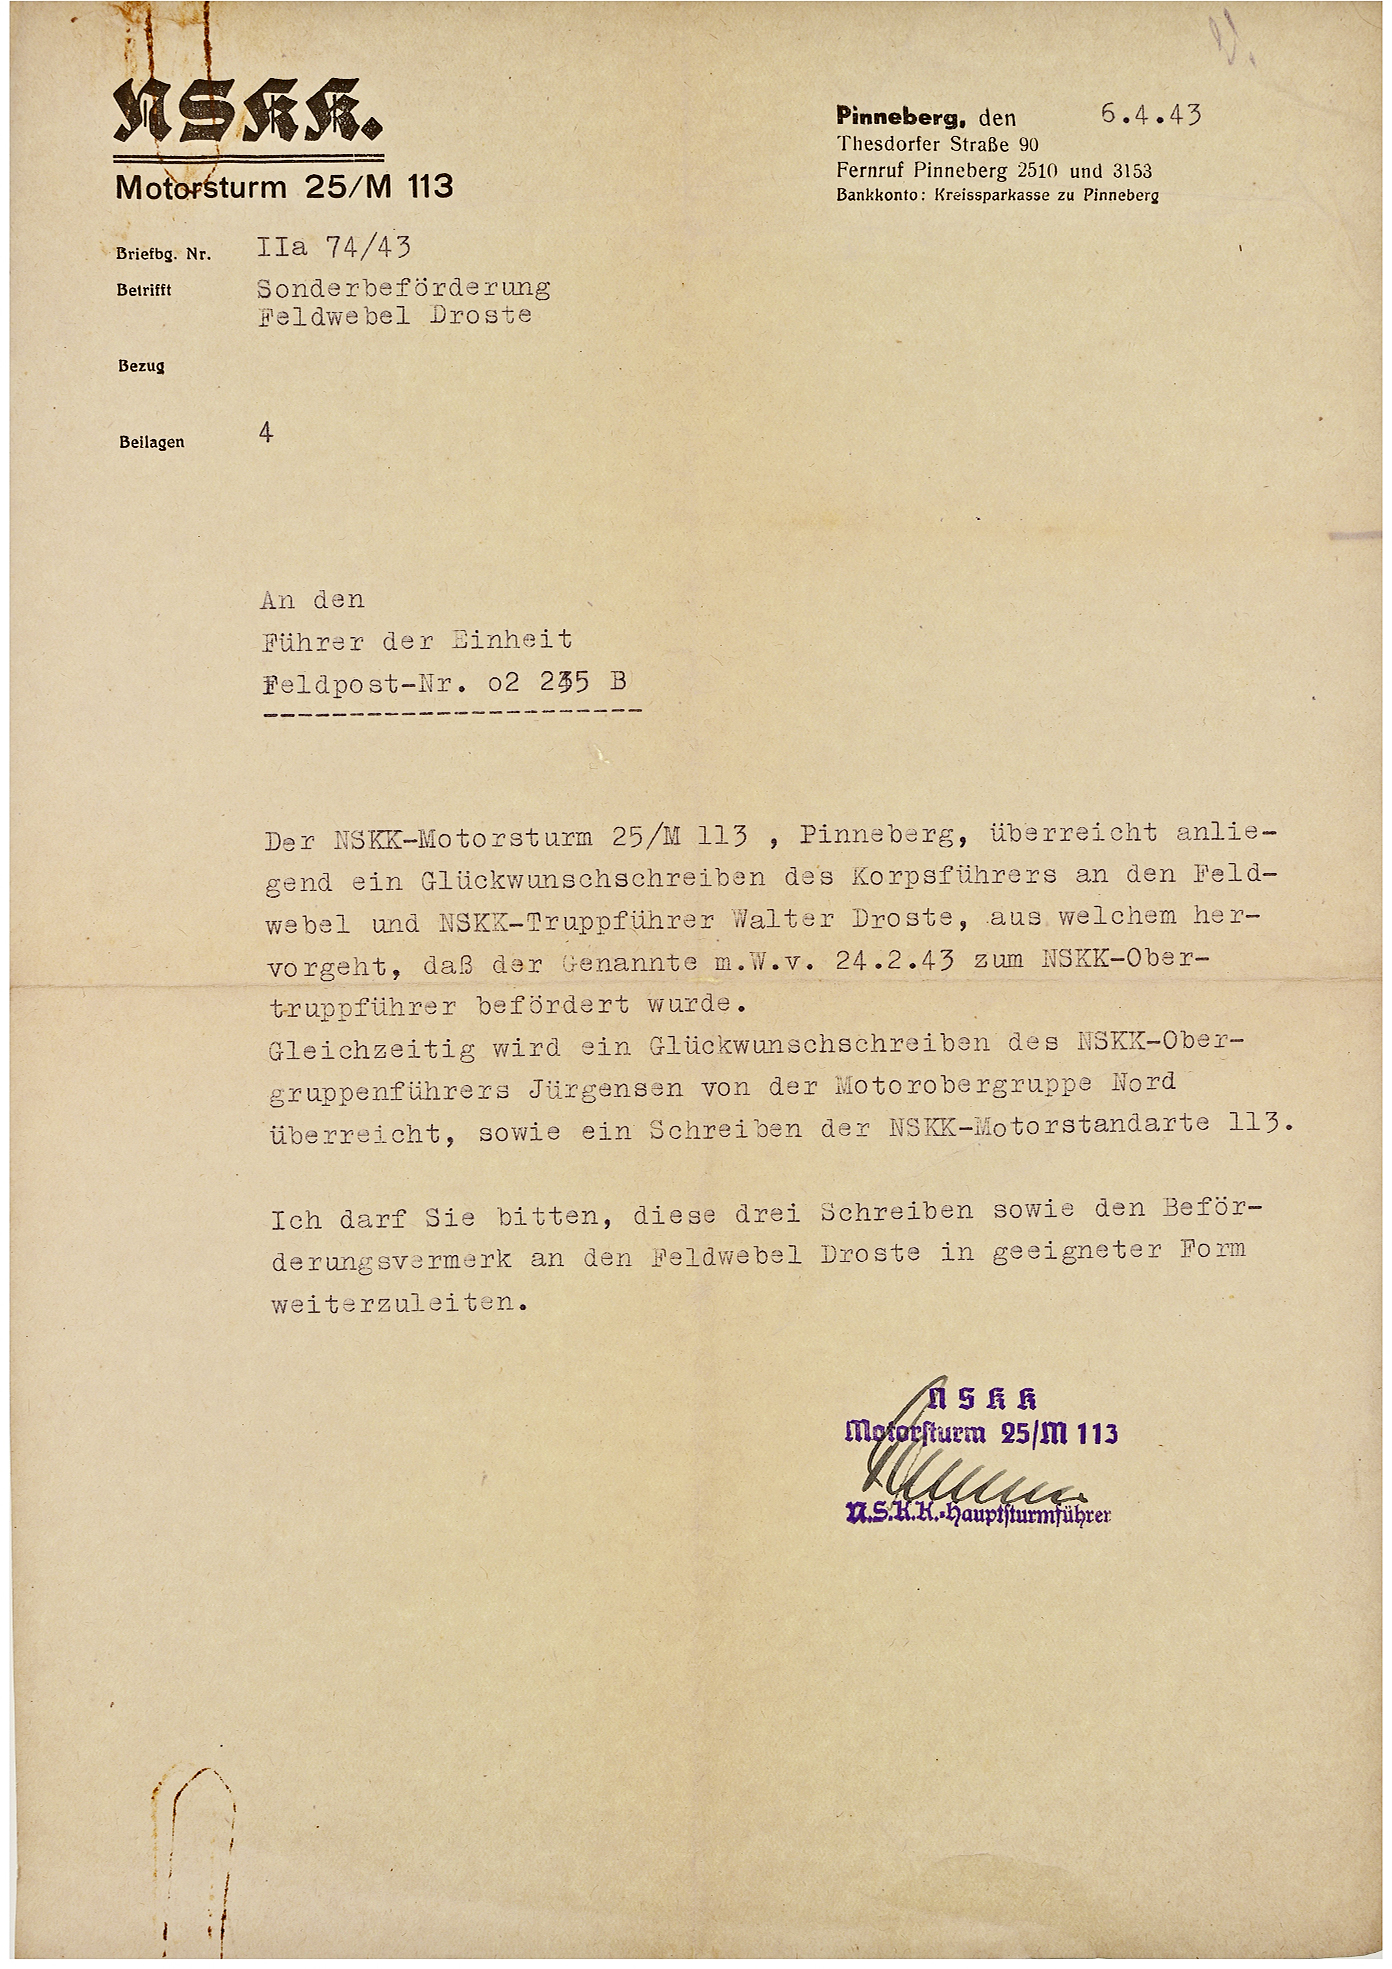 NSKK.
Motorsturm 25/M 113
Pinneberg, den 6.4.43
Thesdorfer Straße 90
Fernruf Pinneberg 2510 und 3153
Bankkonto: Kreissparkasse zu Pinneberg
Briefbg. Nr. IIa 74/43
Betrifft Sonderbeförderung
Feldwebel Droste
Bezug
Beilagen 4
An den
Führer der Einheit
Feldpost-Nr. o2 235 B
Der NSKK-Motorsturm 25/M 113 , Pinneberg, überreicht anlie-
gend ein Glückwunschschreiben des Korpsführers an den Feld-
webel und NSKK-Truppführer Walter Droste, aus welchem her-
vorgeht, daß der Genannte m.W.v. 24.2.43 zum NSKK-Ober-
truppführer befördert wurde.
Gleichzeitig wird ein Glückwunschschreiben des NSKK-Ober-
gruppenführers Jürgensen von der Motorobergruppe Nord
überreicht, sowie ein Schreiben der NSKK-Motorstandarte 113.
Ich darf Sie bitten, diese drei Schreiben sowie den Beför-
derungsvermerk an den Feldwebel Droste in geeigneter Form
weiterzuleiten.
NSKK
Motorsturm 25/M 113
N.S.K.K.-Hauptsturmführer